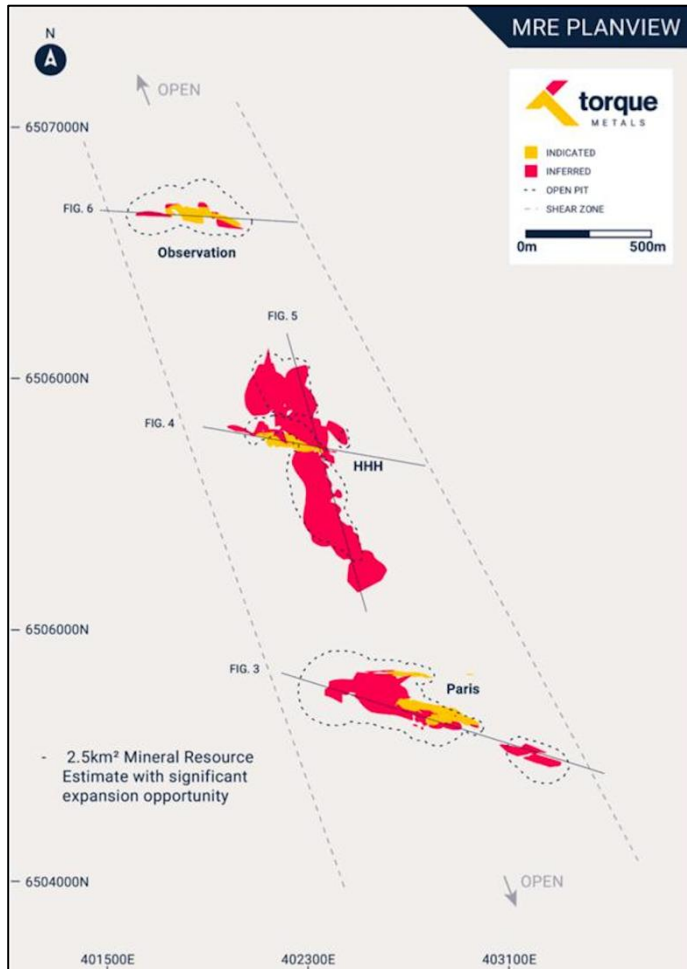 MRE PLANVIEW
N
OPEN
torque
METALS
INDICATED
INFERRED
OPEN PIT
SHEAR ZONE
0m 500m
6507000N
FIG. 6
Observation
FIG. 5
6506000N
FIG. 4
HHH
6506000N
FIG. 3
Paris
- 2.5km² Mineral Resource
Estimate with significant
expansion opportunity
6504000N
OPEN
401500E 402300E 403100E